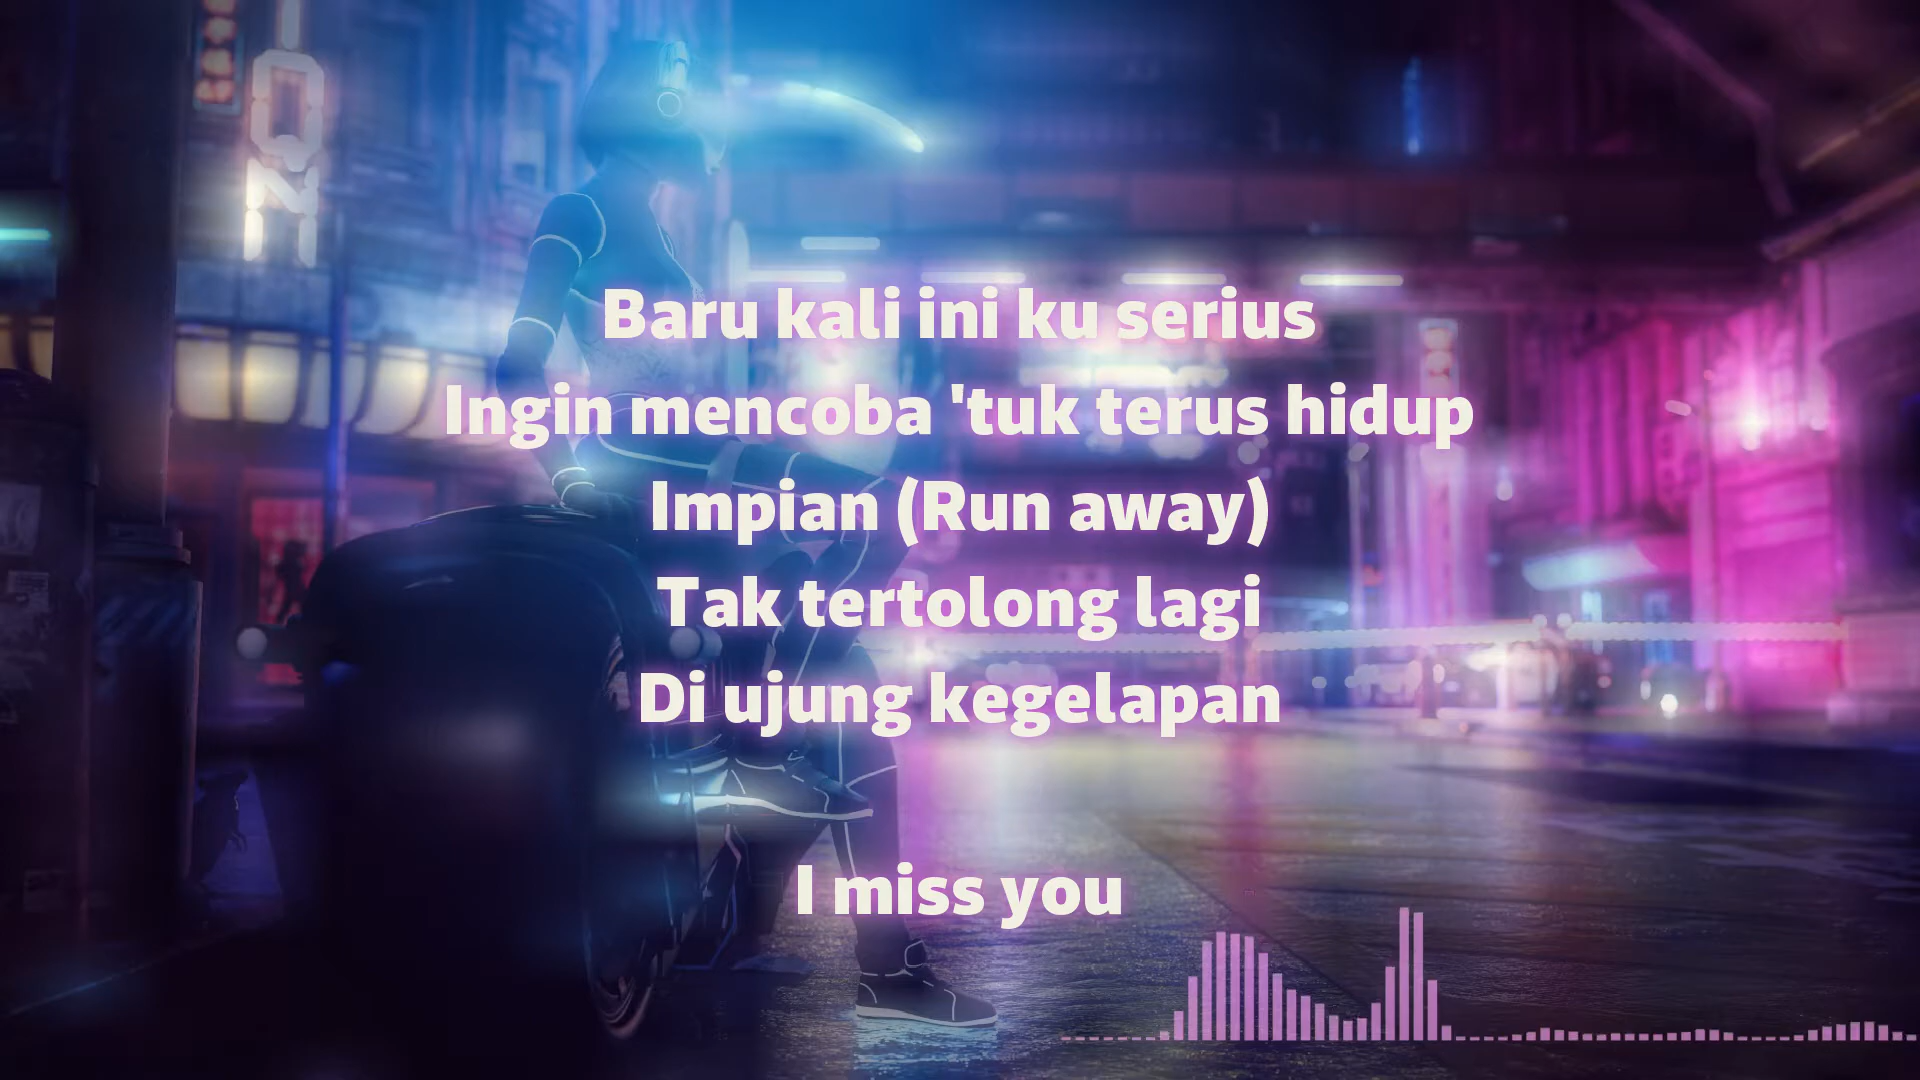 Baru kali ini ku serius
Ingin mencoba 'tuk terus hidup
Impian (Run away)
Tak tertolong lagi
Di ujung kegelapan
I miss you